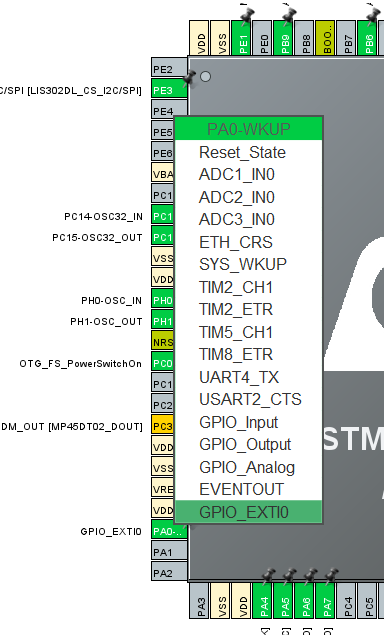 VDD
VSS
PE1
PE0
PB9
PB8
BOO..
PB7
PB6
PE2
C/SPI [LIS302DL_CS_I2C/SPI]
PE3
PE4
PE5
PE6
VBA
PC1
PC14-OSC32_IN
PC1
PC15-OSC32_OUT
PC1
VSS
VDD
PH0-OSC_IN
PH0
PH1-OSC_OUT
PH1
NRS
OTG_FS_PowerSwitchOn
PC0
PC1
PC2
DM_OUT [MP45DT02_DOUT]
PC3
VDD
VSS
VRE
VDD
GPIO_EXTI0
PA0-..
PA1
PA2
PA0-WKUP
Reset_State
ADC1_IN0
ADC2_IN0
ADC3_IN0
ETH_CRS
SYS_WKUP
TIM2_CH1
TIM2_ETR
TIM5_CH1
TIM8_ETR
UART4_TX
USART2_CTS
GPIO_Input
GPIO_Output
GPIO_Analog
EVENTOUT
GPIO_EXTI0
STM
PA3
VSS
VDD
PA4
PA5
PA6
PA7
PC4
PC5